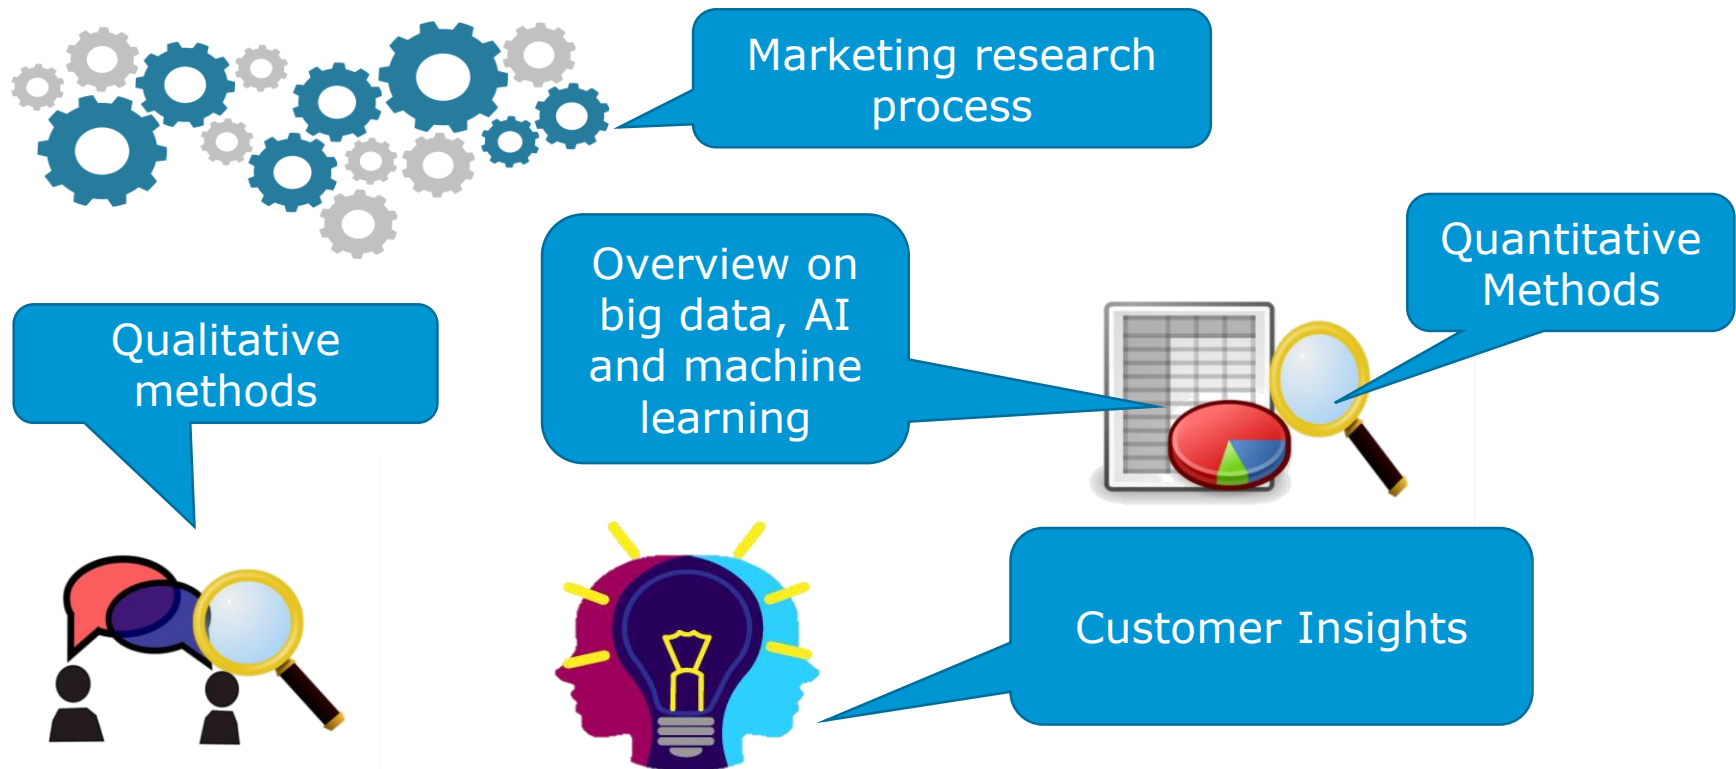 Marketing research
process
Quantitative
Methods
Overview on
big data, AI
and machine
learning
Qualitative
methods
Customer Insights